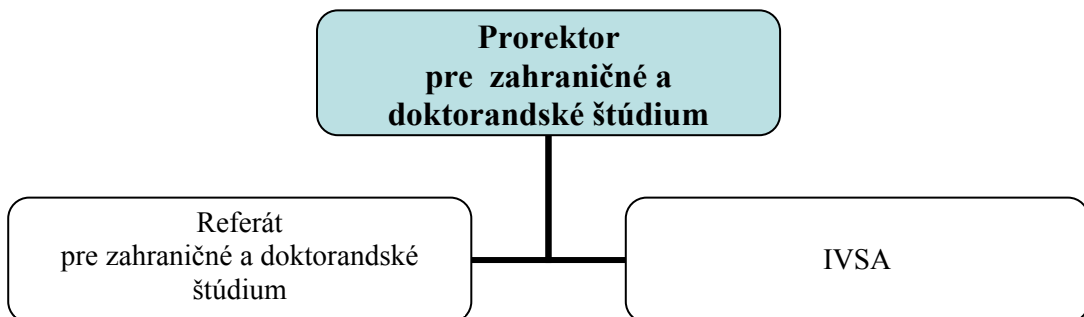 Prorektor
pre zahraničné a
doktorandské štúdium
Referát
pre zahraničné a doktorandské
štúdium
IVSA